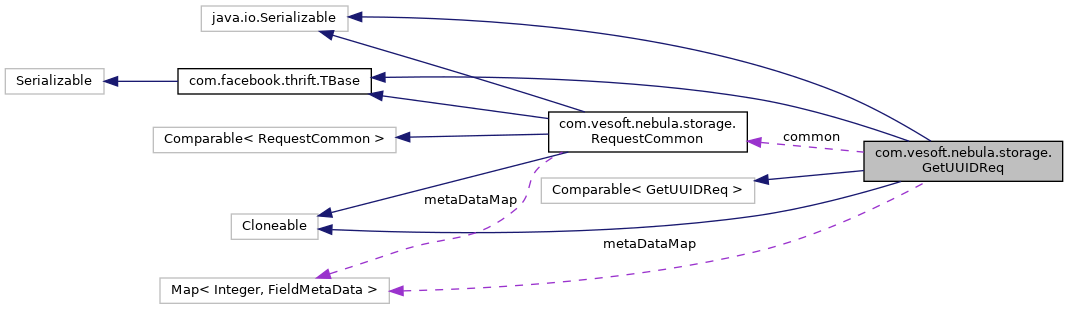 java.io.Serializable
Serializable
com.facebook.thrift.TBase
com.vesoft.nebula.storage.
RequestCommon
common
Comparable< RequestCommon >
com.vesoft.nebula.storage.
GetUUIDReq
Comparable< GetUUIDReq >
metaDataMap
Cloneable
metaDataMap
Map< Integer, FieldMetaData >